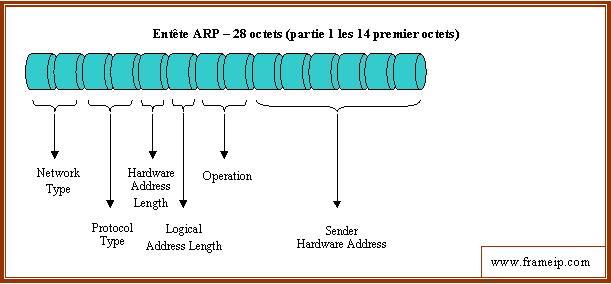 Entête ARP – 28 octets (partie 1 les 14 premier octets)
Network
Type
Protocol
Type
Hardware
Address
Length
Logical
Address Length
Operation
Sender
Hardware Address
www.frameip.com